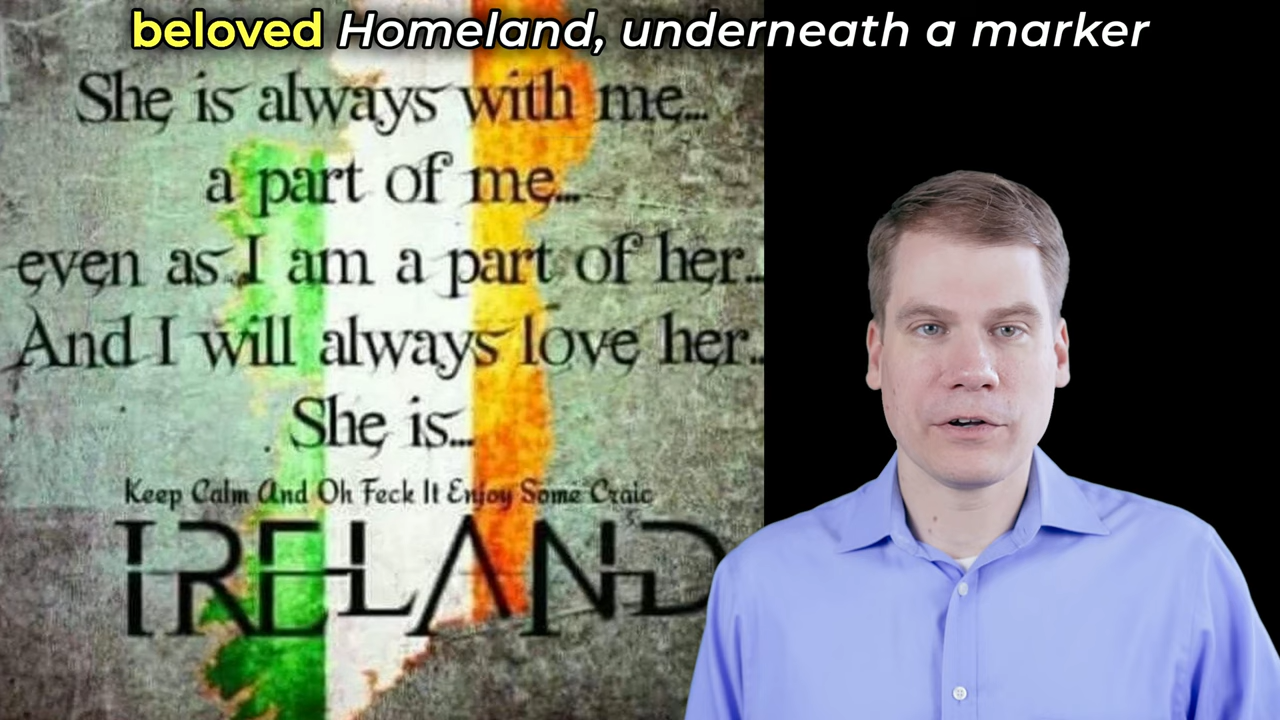 beloved Homeland, underneath a marker
She is always with me...
a part of me...
even as I am a part of her...
And I will always love her...
She is...
Keep Calm And Oh Feck It Enjoy Some Craic
IRELAND